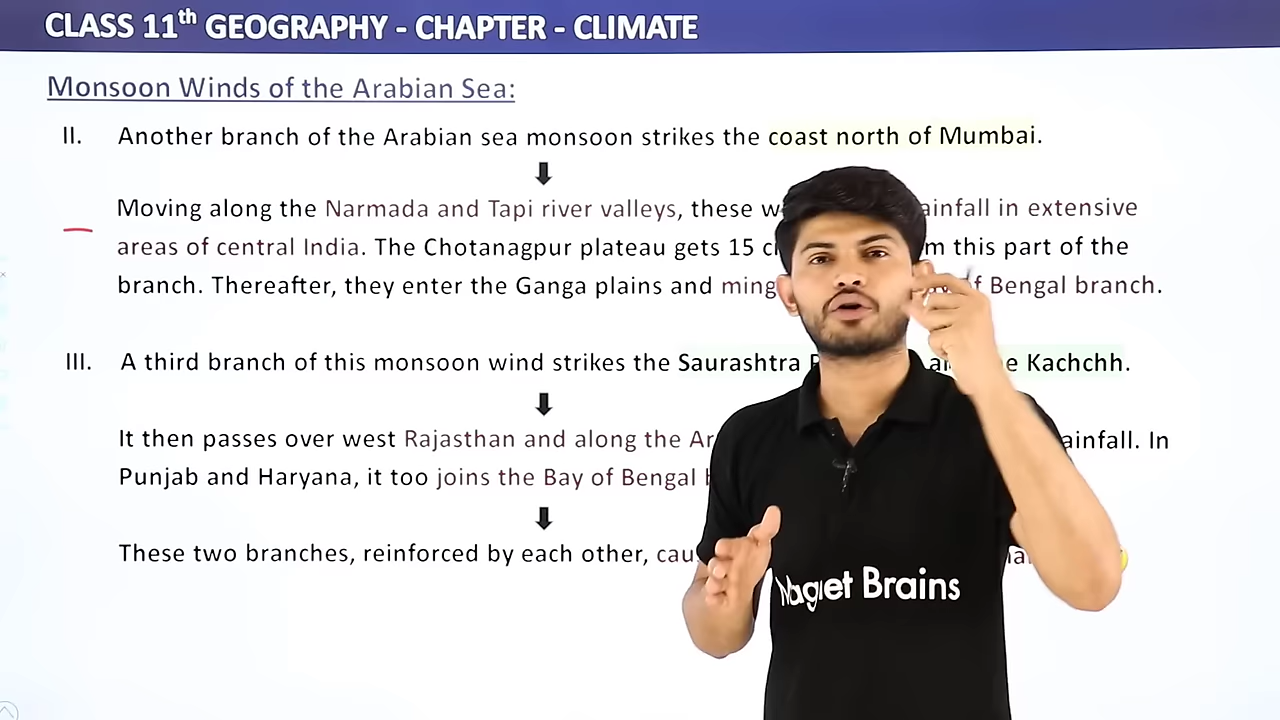 CLASS 11th GEOGRAPHY - CHAPTER - CLIMATE
Monsoon Winds of the Arabian Sea:
II. Another branch of the Arabian sea monsoon strikes the coast north of Mumbai.
Moving along the Narmada and Tapi river valleys, these in extensive
areas of central India. The Chotanagpur plateau gets 15 this part of the
branch. Thereafter, they enter the Ganga plains and Bengal branch.
III. A third branch of this monsoon wind strikes the Saurashtra Kachchh.
It then passes over west Rajasthan and along the In
Punjab and Haryana, it too joins the Bay of Bengal
These two branches, reinforced by each other,
Magnet Brains